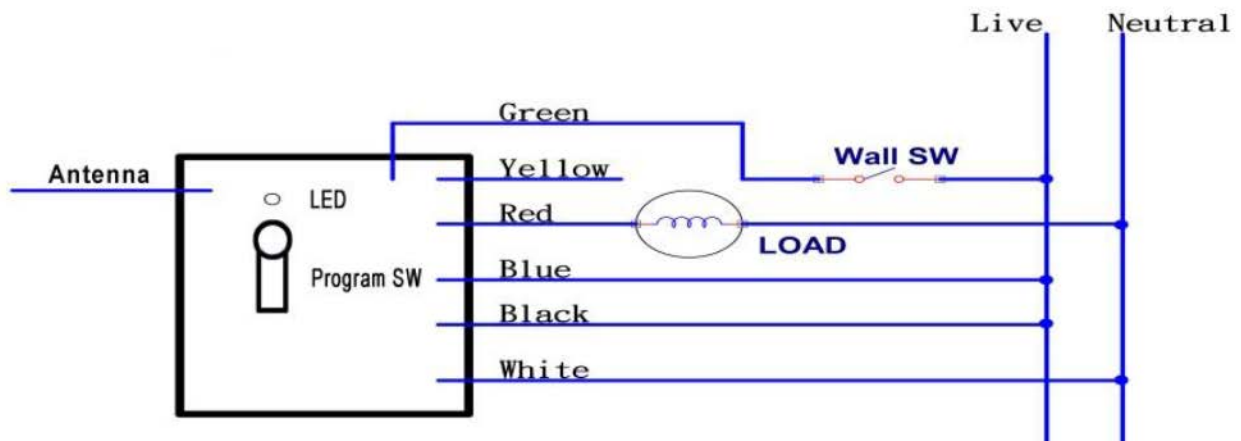 Live Neutral
Green
Wall SW
Antenna
Yellow
LED
Red
LOAD
Blue
Program SW
Black
White